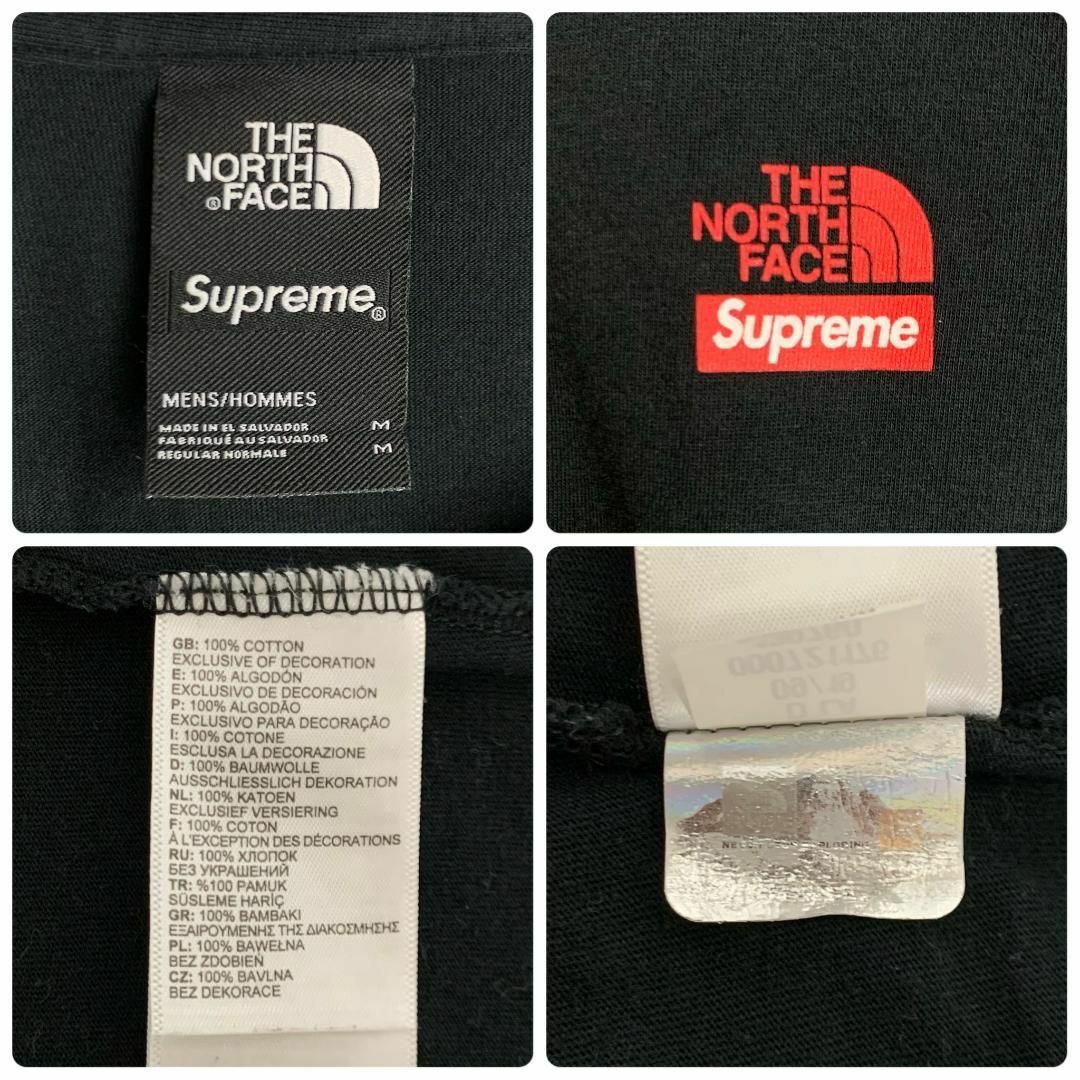 THE
NORTH
®FACE
Supreme®
MENS/HOMMES
MADE IN EL SALVADOR M
FABRIQUÉ AU SALVADOR
REGULAR NORMALE M
THE
NORTH
FACE
Supreme
GB: 100% COTTON
EXCLUSIVE OF DECORATION
E: 100% ALGODÓN
EXCLUSIVO DE DECORACIÓN
P: 100% ALGODÃO
EXCLUSIVO PARA DECORAÇÃO
I: 100% COTONE
ESCLUSA LA DECORAZIONE
D: 100% BAUMWOLLE
AUSSCHLIESSLICH DEKORATION
NL: 100% KATOEN
EXCLUSIEF VERSIERING
F: 100% COTON
À L'EXCEPTION DES DÉCORATIONS
RU: 100% ХЛОПОК
БЕЗ УКРАШЕНИЙ
TR: %100 PAMUK
SÜSLEME HARİÇ
GR: 100% ΒΑΜΒΑΚΙ
ΕΞΑΙΡΟΥΜΕΝΗΣ ΤΗΣ ΔΙΑΚΟΣΜΗΣΗΣ
PL: 100% BAWEŁNA
BEZ ZDOBIEŃ
CZ: 100% BAVLNA
BEZ DEKORACE
000721176
09/19